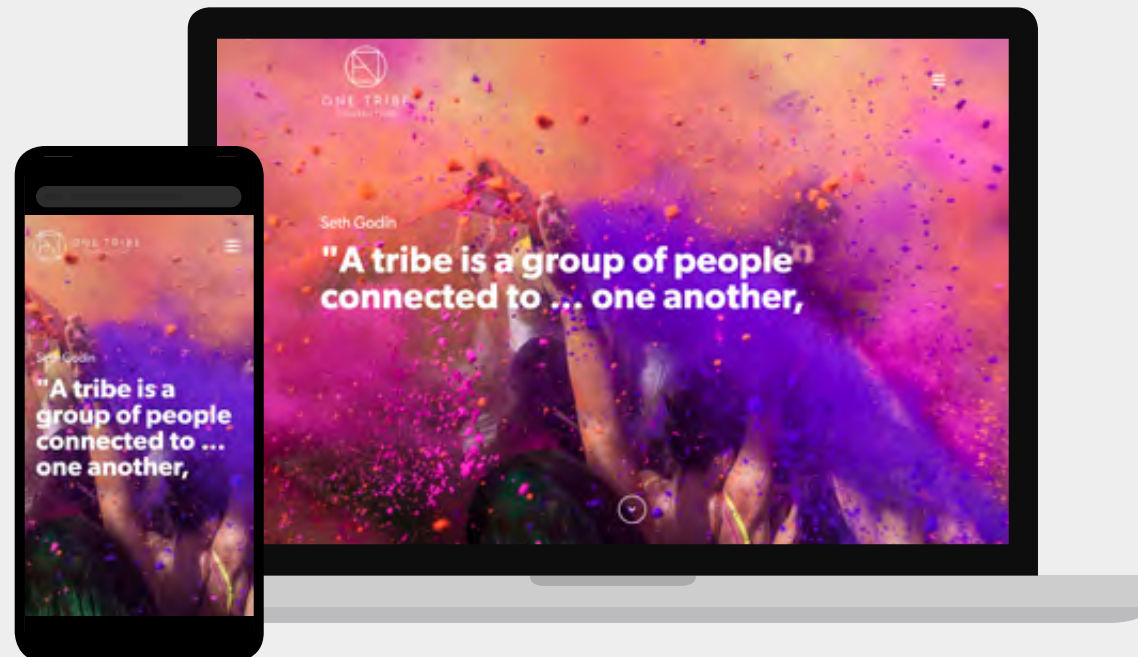 ONE TRIBE
Seth Godin
"A tribe is a group of people
connected to ... one another,
ONE TRIBE
Seth Godin
"A tribe is a
group of people
connected to ...
one another,